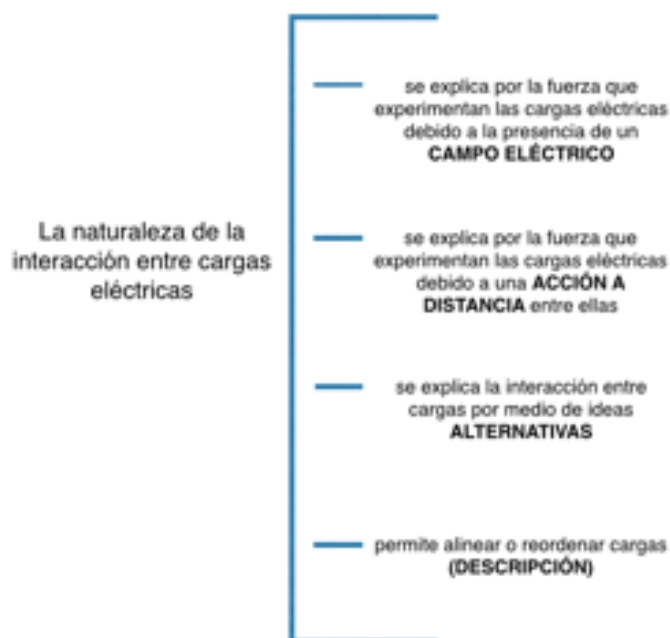 La naturaleza de la
interacción entre cargas
eléctricas
se explica por la fuerza que
experimentan las cargas eléctricas
debido a la presencia de un
CAMPO ELÉCTRICO
se explica por la fuerza que
experimentan las cargas eléctricas
debido a una ACCIÓN A
DISTANCIA entre ellas
se explica la interacción entre
cargas por medio de ideas
ALTERNATIVAS
permite alinear o reordenar cargas
(DESCRIPCIÓN)